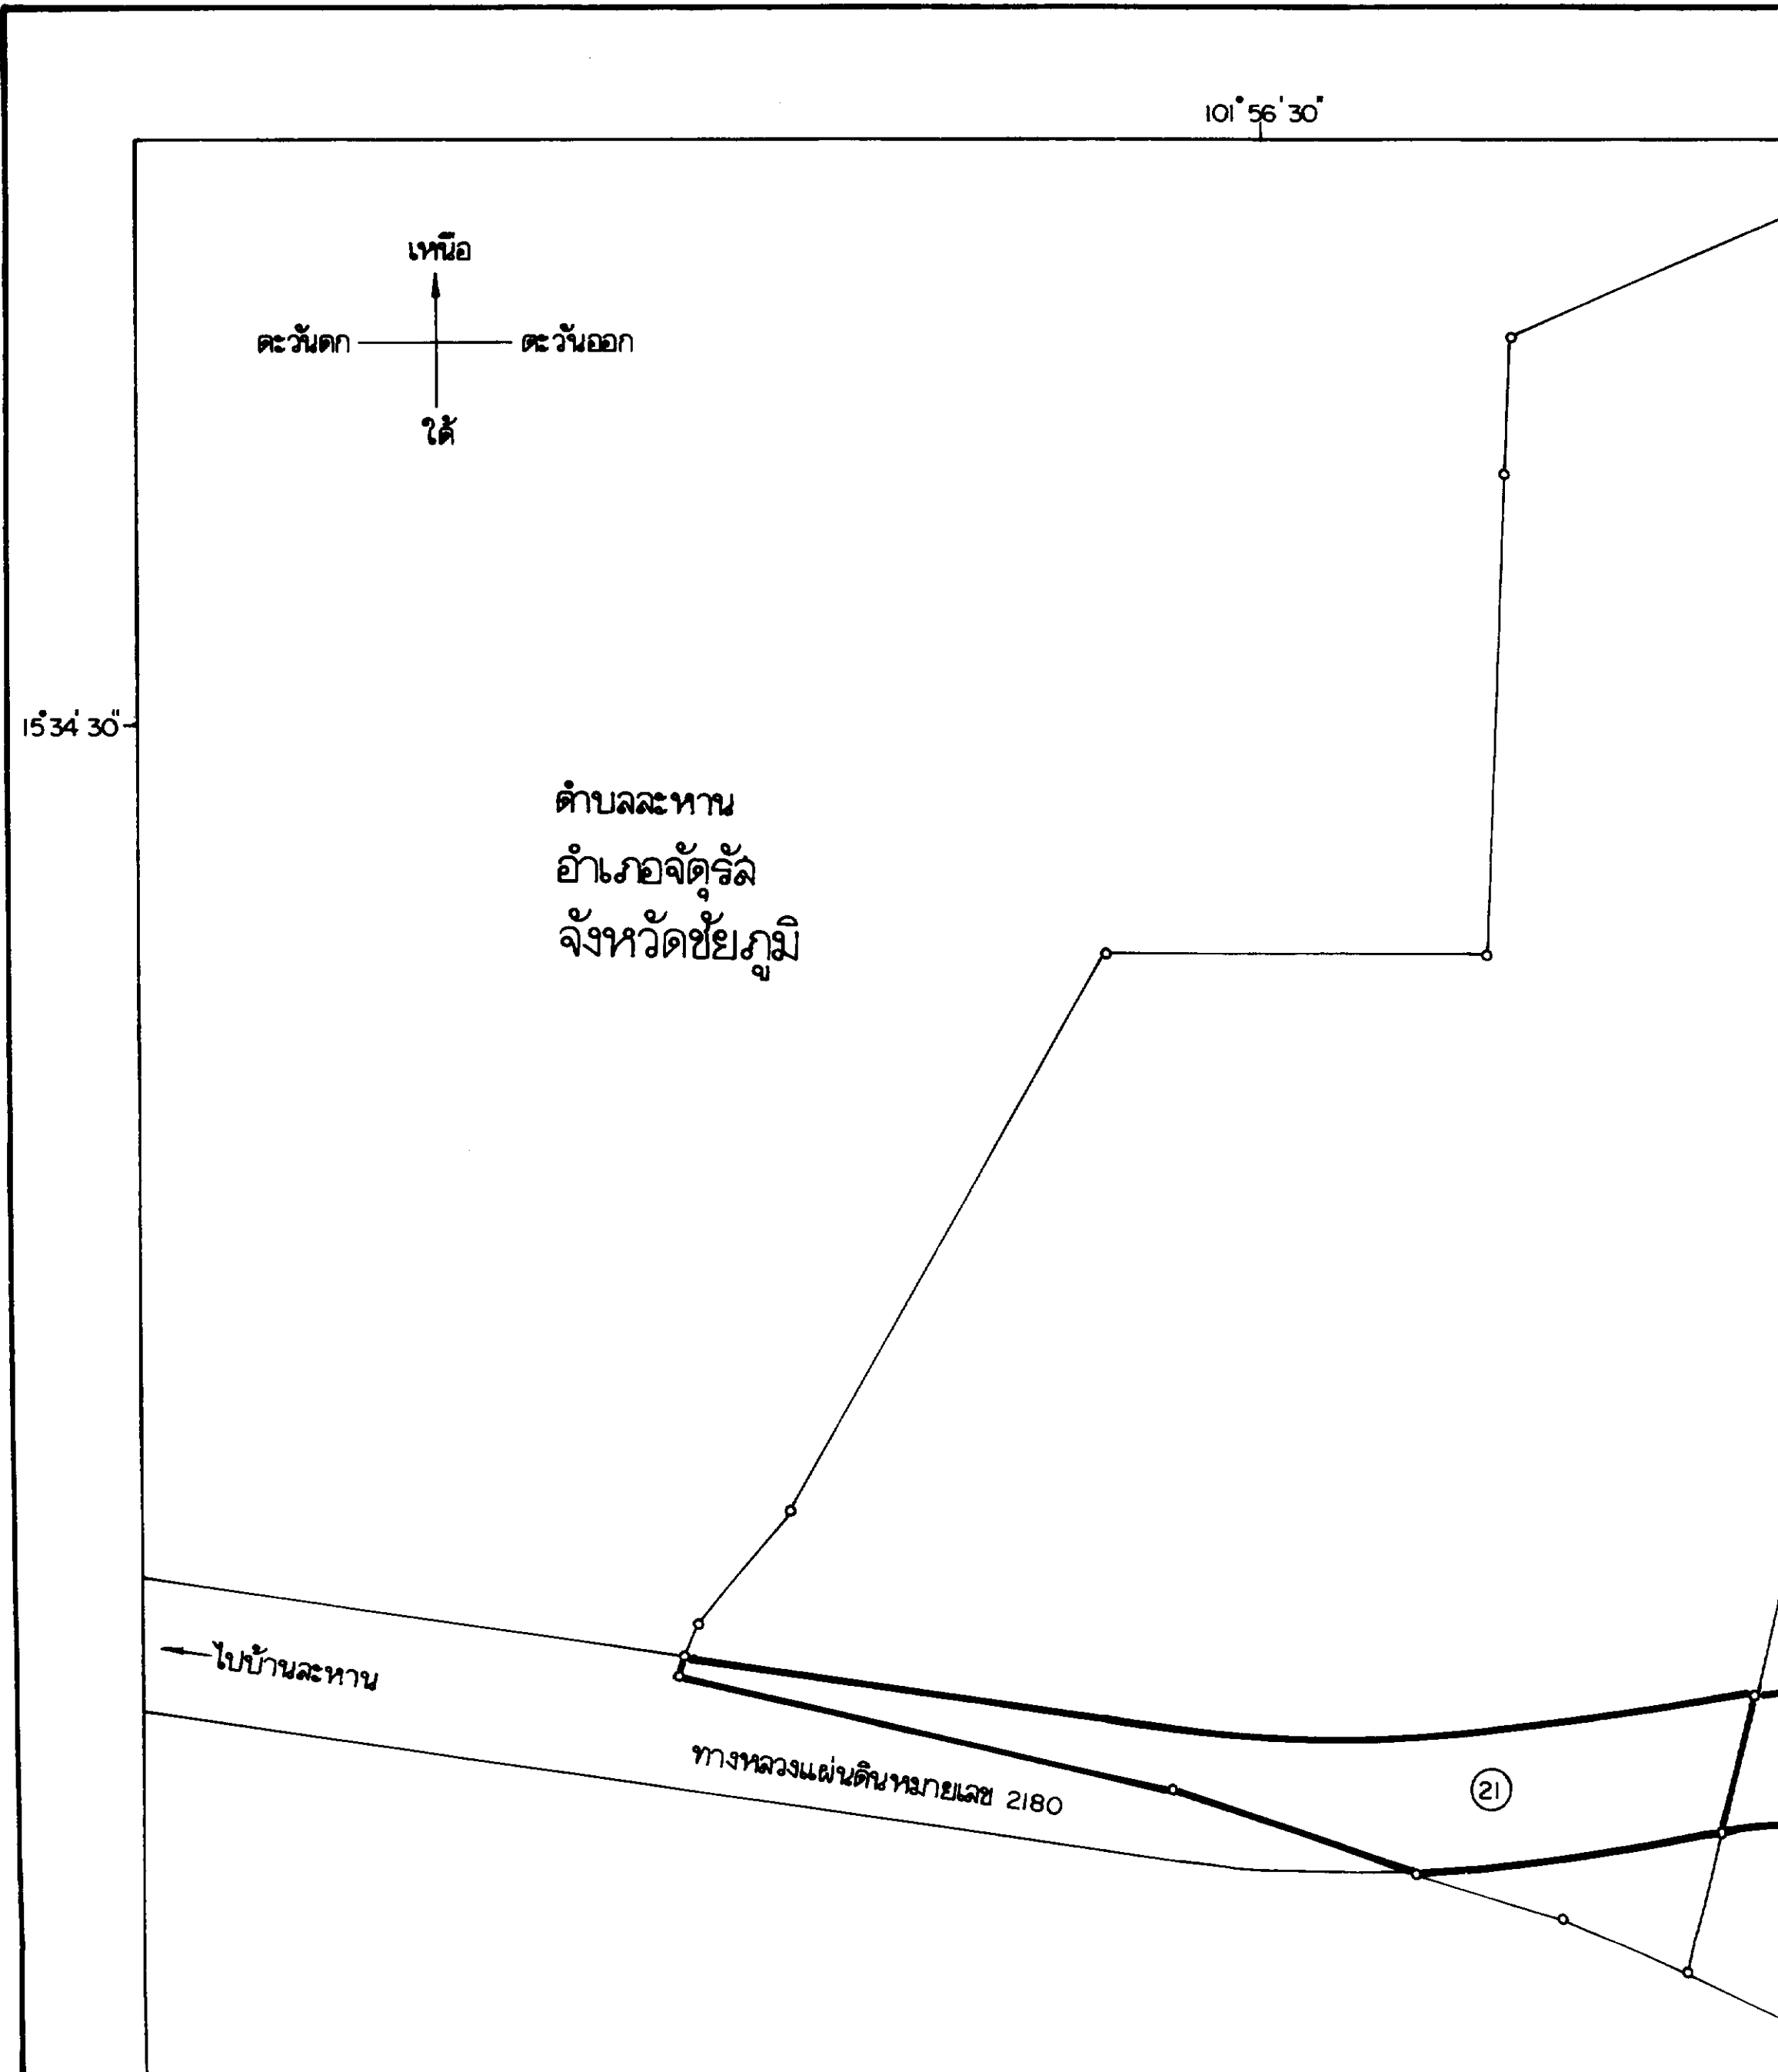 101° 56' 30"
เหนือ
ตะวันตก
ตะวันออก
ใต้
15° 34' 30"
ตำบลละหาน
อำเภอจัตุรัส
จังหวัดชัยภูมิ
ไปบ้านละหาน
ทางหลวงแผ่นดินหมายเลข 2180
21